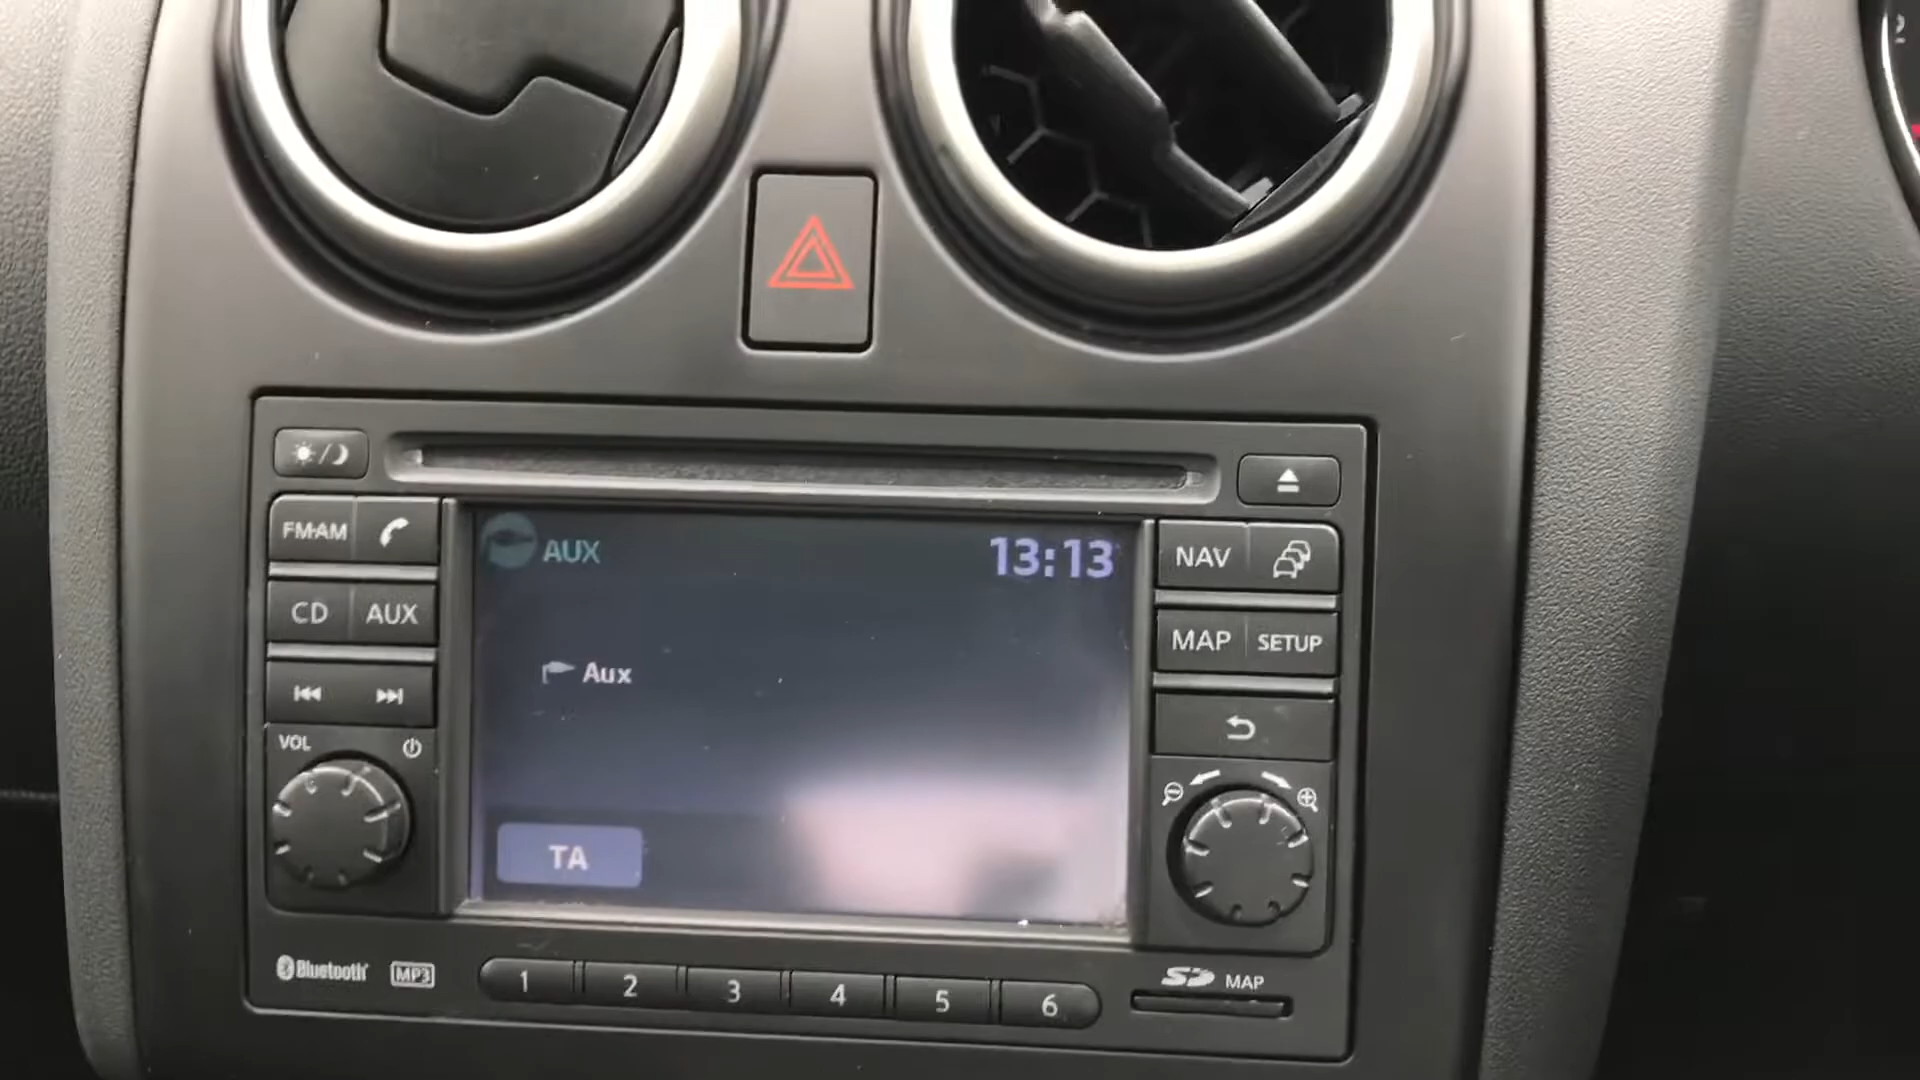 FM·AM
CD
AUX
VOL
AUX
13:13
Aux
TA
NAV
MAP
SETUP
Bluetooth
MP3
1
2
3
4
5
6
SD MAP